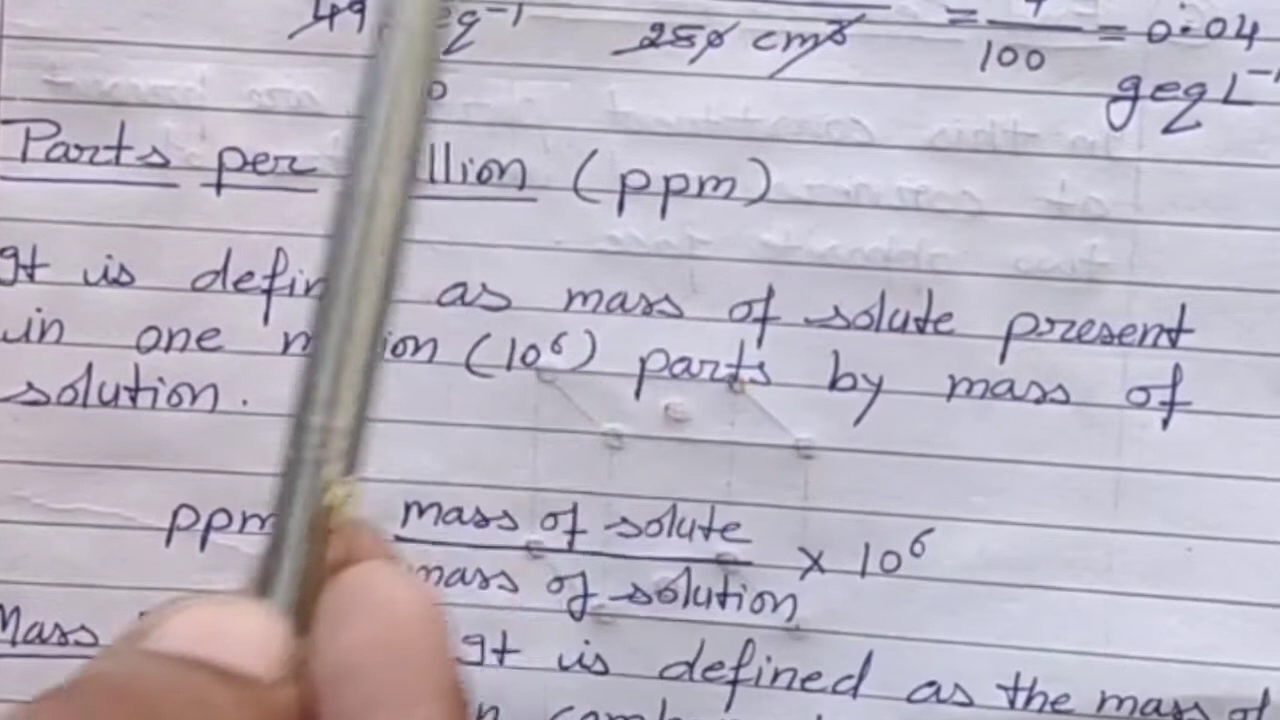 eq⁻¹ 250 cm³ = 4/100 = 0.04
geq L⁻¹
Parts per llion (ppm)
It is defin as mass of solute present
in one m ion (10⁶) parts by mass of
solution.
ppm mass of solute × 10⁶
mass of solution
Mass It is defined as the mass of